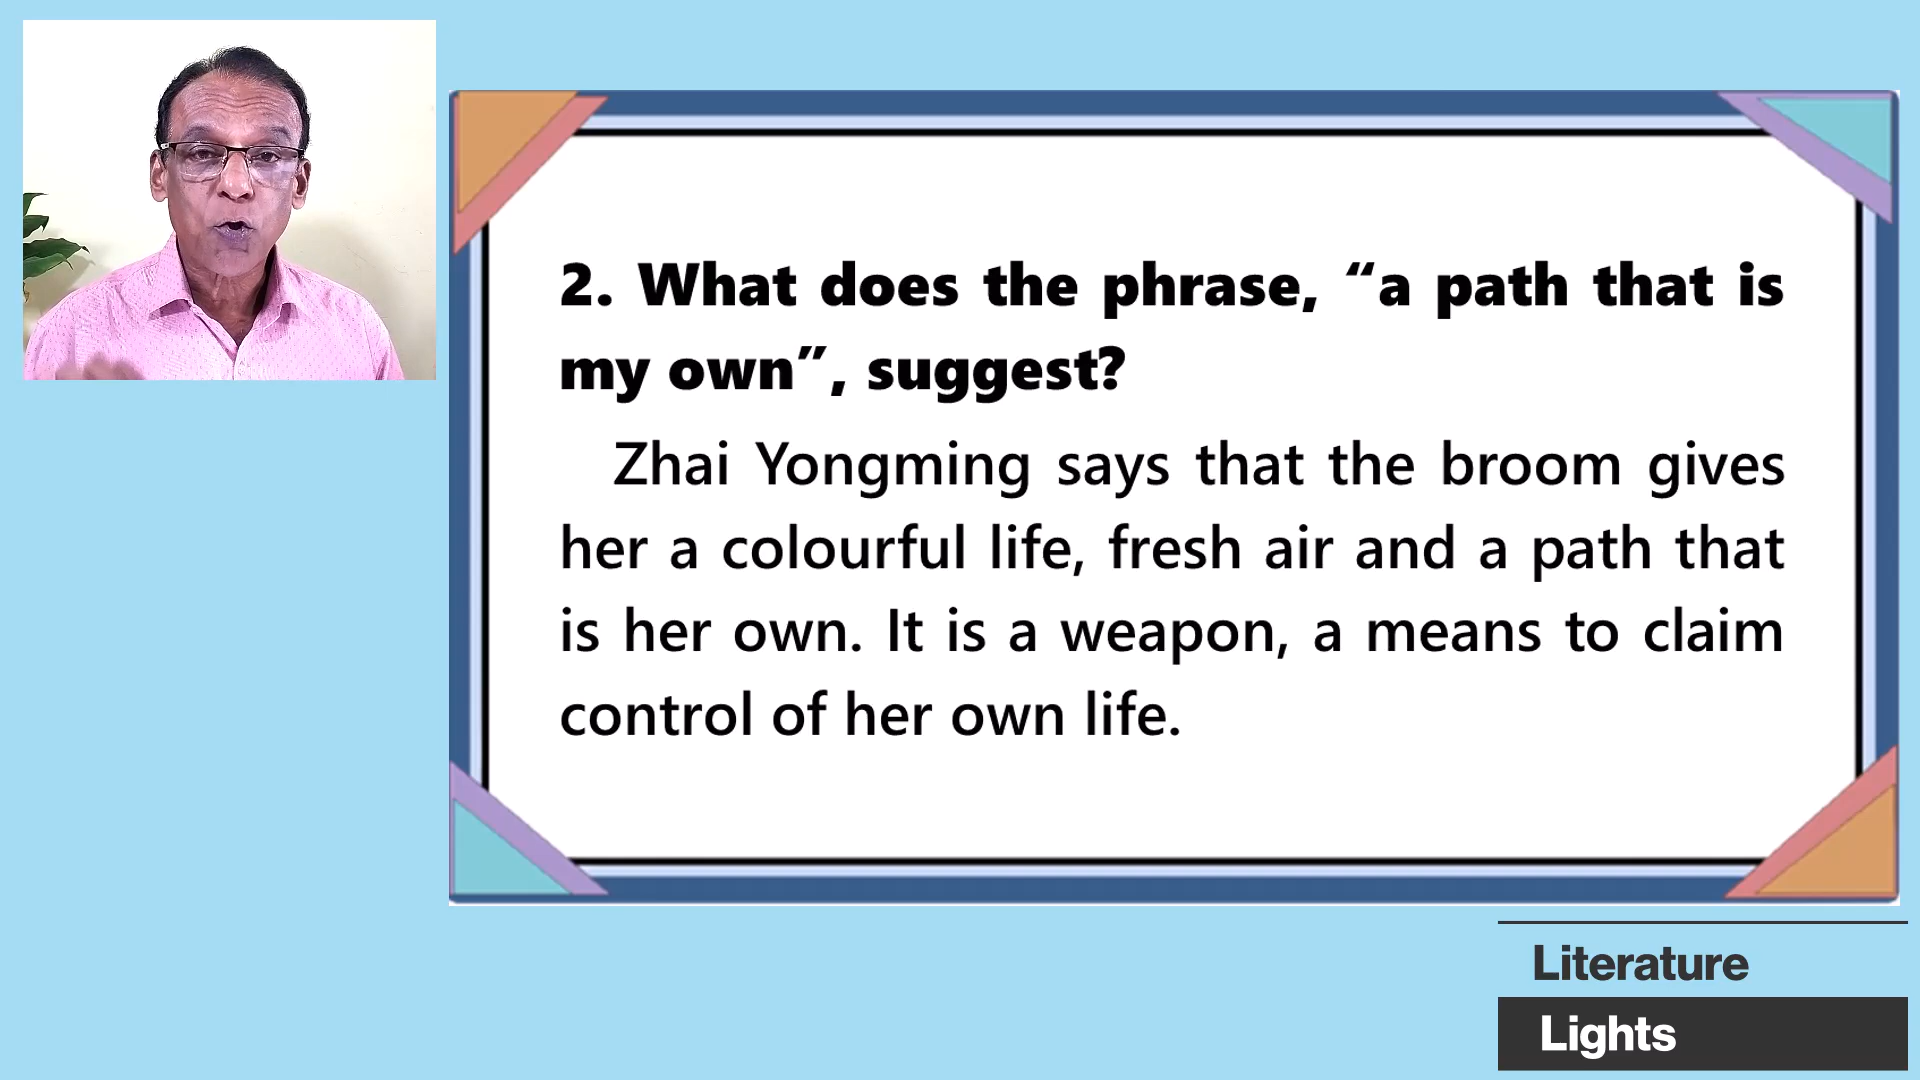 2. What does the phrase, “a path that is
my own”, suggest?
Zhai Yongming says that the broom gives
her a colourful life, fresh air and a path that
is her own. It is a weapon, a means to claim
control of her own life.
Literature
Lights